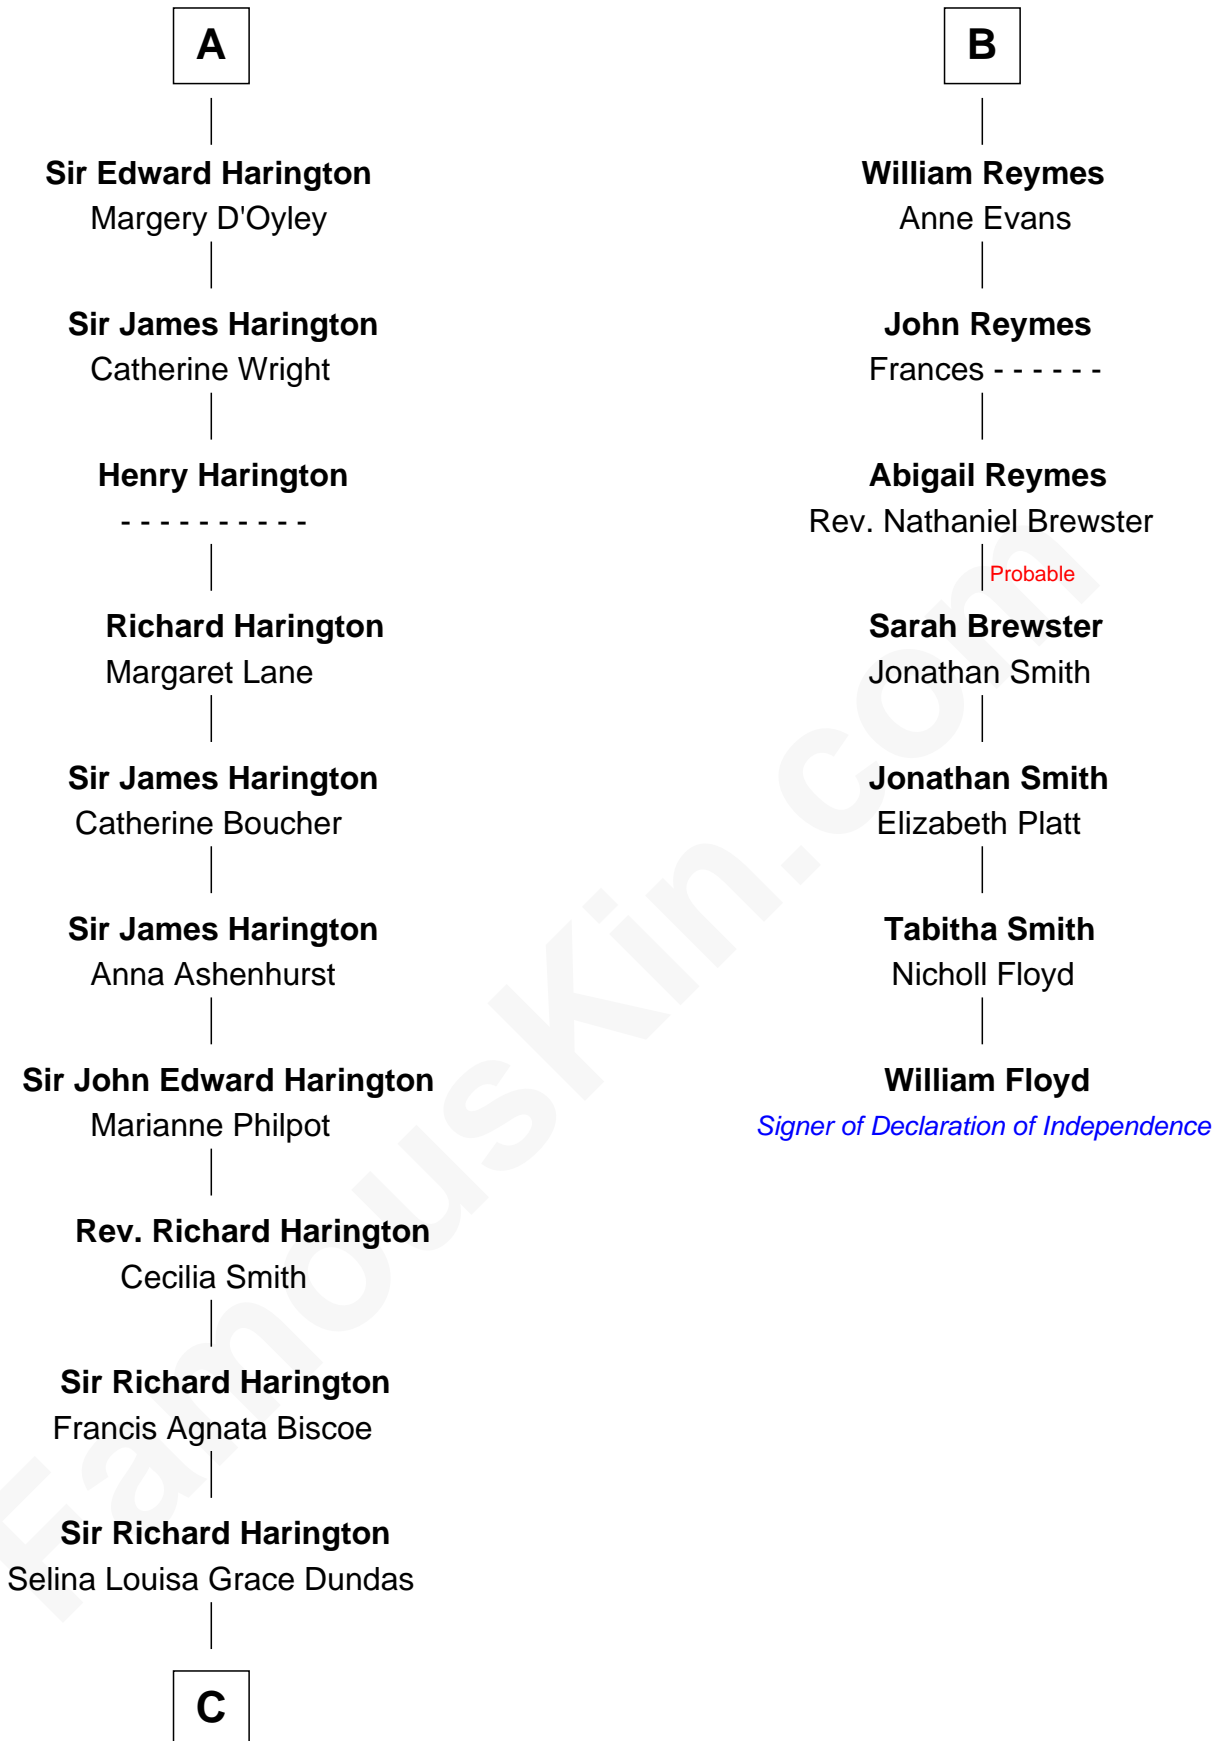 A
Sir Edward Harington
Margery D'Oyley
Sir James Harington
Catherine Wright
Henry Harington
- - - - - - - - - -
Richard Harington
Margaret Lane
Sir James Harington
Catherine Boucher
Sir James Harington
Anna Ashenhurst
Sir John Edward Harington
Marianne Philpot
Rev. Richard Harington
Cecilia Smith
Sir Richard Harington
Francis Agnata Biscoe
Sir Richard Harington
Selina Louisa Grace Dundas
C
B
William Reymes
Anne Evans
John Reymes
Frances - - - - - -
Abigail Reymes
Rev. Nathaniel Brewster
Probable
Sarah Brewster
Jonathan Smith
Jonathan Smith
Elizabeth Platt
Tabitha Smith
Nicholl Floyd
William Floyd
Signer of Declaration of Independence
FamousKin.com